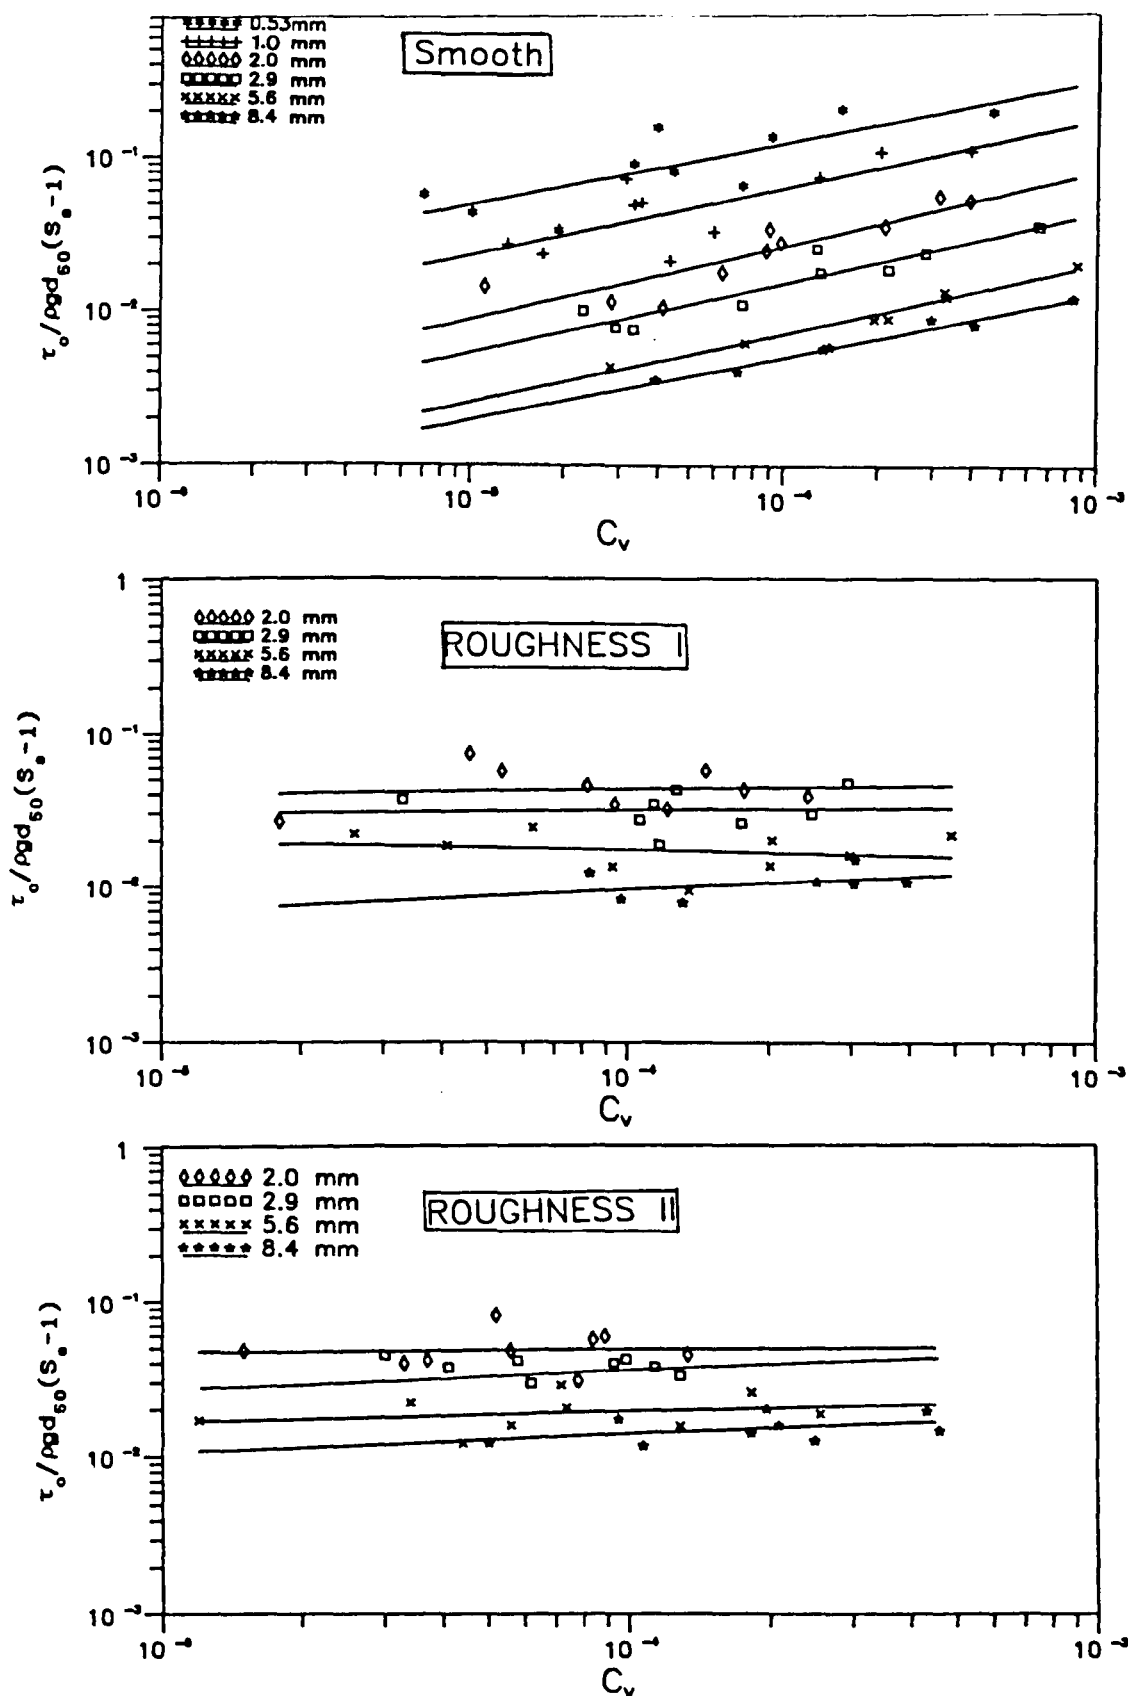 0.53mm
1.0 mm
2.0 mm
2.9 mm
5.6 mm
8.4 mm
Smooth
10⁻¹
10⁻²
10⁻³
τₒ/ρgd₅₀(Sₛ-1)
10⁻⁶
10⁻⁵
10⁻⁴
10⁻³
Cᵥ
1
2.0 mm
2.9 mm
5.6 mm
8.4 mm
ROUGHNESS I
10⁻¹
10⁻²
10⁻³
τₒ/ρgd₅₀(Sₛ-1)
10⁻⁵
10⁻⁴
10⁻³
Cᵥ
1
2.0 mm
2.9 mm
5.6 mm
8.4 mm
ROUGHNESS II
10⁻¹
10⁻²
10⁻³
τₒ/ρgd₅₀(Sₛ-1)
10⁻⁵
10⁻⁴
10⁻³
Cᵥ